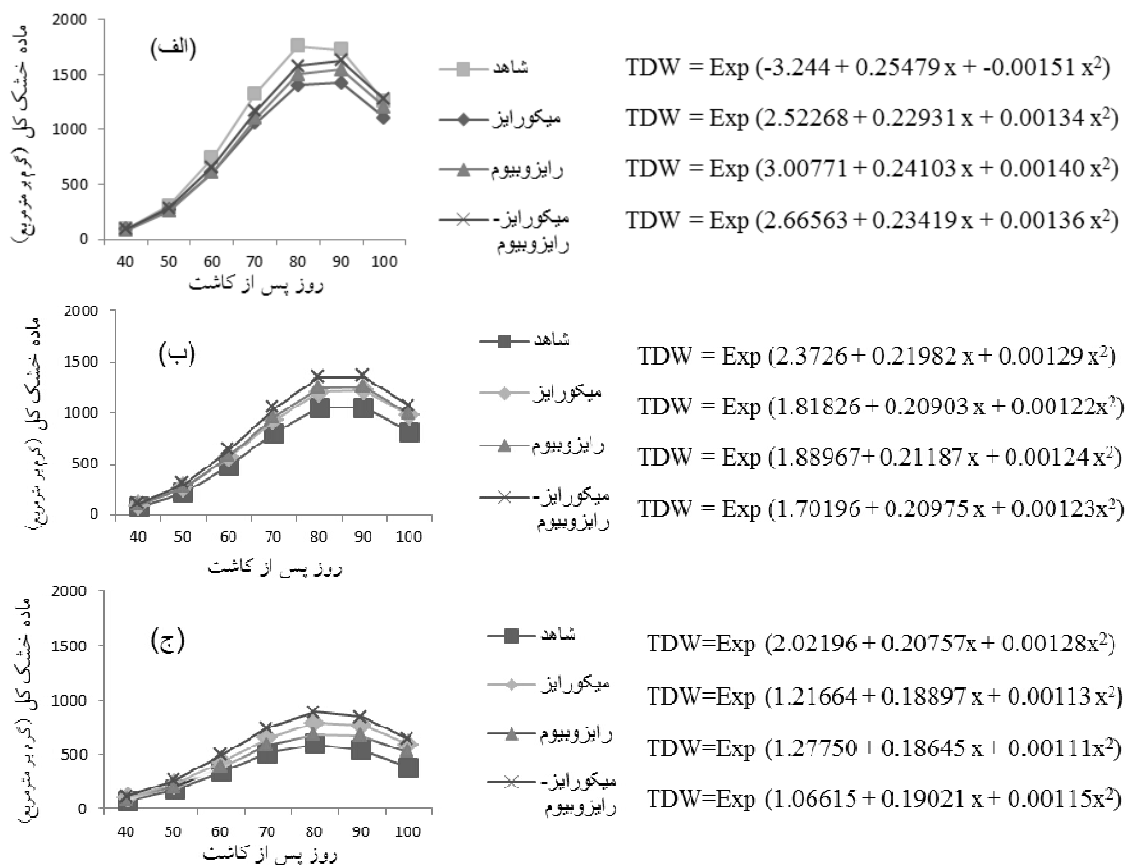 ماده خشک کل (گرم بر مترمربع)
2000
1500
1000
500
0
(الف)
40 50 60 70 80 90 100
روز پس از کاشت
شاهد
میکورایز
رایزوبیوم
میکورایز-
رایزوبیوم
TDW = Exp (-3.244 + 0.25479 x + -0.00151 x²)
TDW = Exp (2.52268 + 0.22931 x + 0.00134 x²)
TDW = Exp (3.00771 + 0.24103 x + 0.00140 x²)
TDW = Exp (2.66563 + 0.23419 x + 0.00136 x²)
ماده خشک کل (گرم بر مترمربع)
2000
1500
1000
500
0
(ب)
40 50 60 70 80 90 100
روز پس از کاشت
شاهد
میکورایز
رایزوبیوم
میکورایز-
رایزوبیوم
TDW = Exp (2.3726 + 0.21982 x + 0.00129 x²)
TDW = Exp (1.81826 + 0.20903 x + 0.00122x²)
TDW = Exp (1.88967+ 0.21187 x + 0.00124 x²)
TDW = Exp (1.70196 + 0.20975 x + 0.00123x²)
ماده خشک کل (گرم بر مترمربع)
2000
1500
1000
500
0
(ج)
40 50 60 70 80 90 100
روز پس از کاشت
شاهد
میکورایز
رایزوبیوم
میکورایز-
رایزوبیوم
TDW=Exp (2.02196 + 0.20757x + 0.00128x²)
TDW=Exp (1.21664 + 0.18897 x + 0.00113 x²)
TDW=Exp (1.27750 + 0.18645 x + 0.00111x²)
TDW=Exp (1.06615 + 0.19021 x + 0.00115x²)